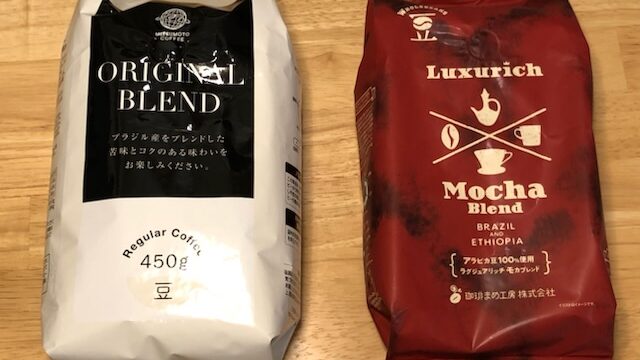 MITSUMOTO
COFFEE
ORIGINAL
BLEND
ブラジル産をブレンドした
苦味とコクのある味わいを
お楽しみください。
Regular Coffee
450g
豆
豆
Luxurich
Mocha
Blend
BRAZIL
AND
ETHIOPIA
アラビカ豆100%使用
ラグジュアリッチ モカブレンド
珈琲まめ工房 株式会社